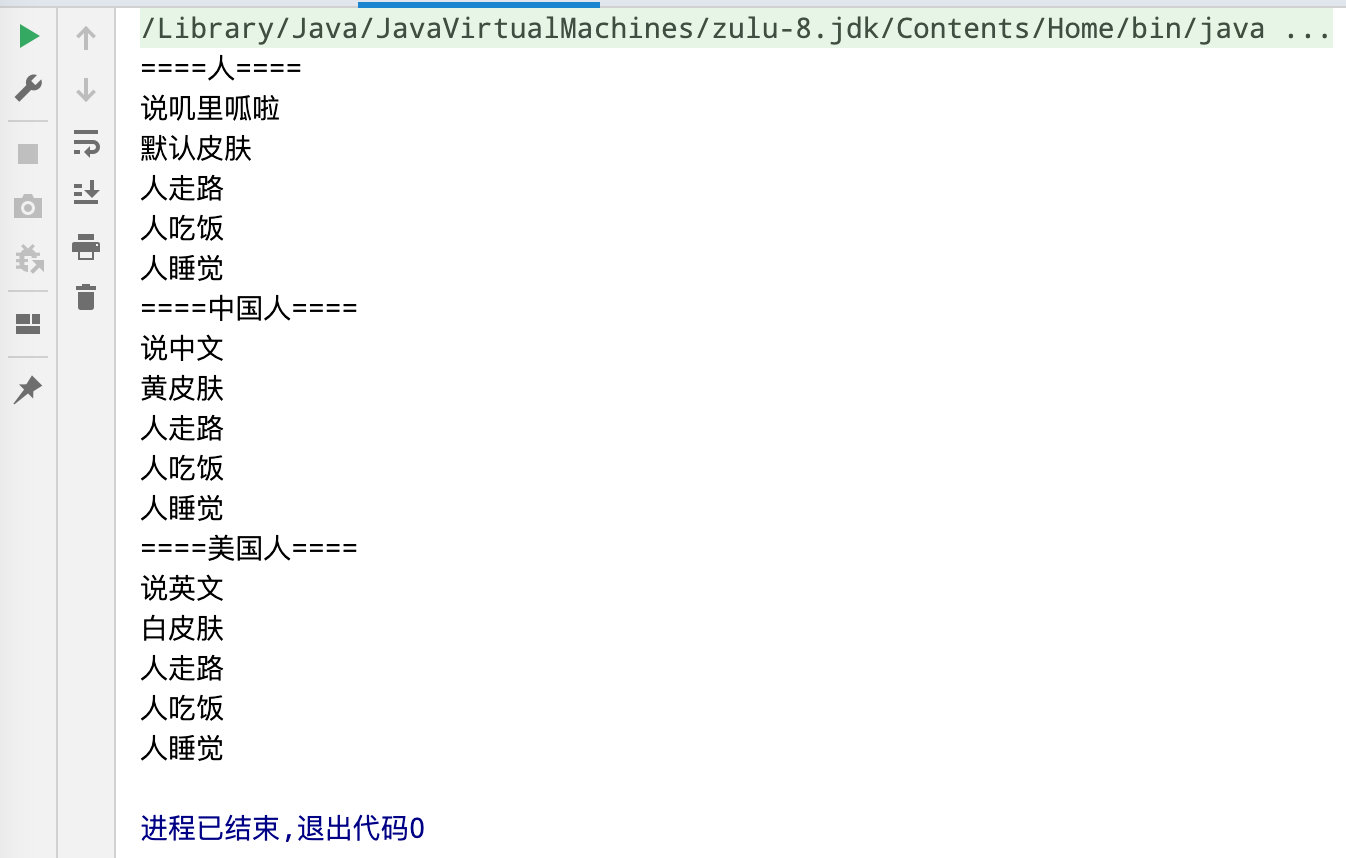 /Library/Java/JavaVirtualMachines/zulu-8.jdk/Contents/Home/bin/java ...
====人====
说叽里呱啦
默认皮肤
人走路
人吃饭
人睡觉
====中国人====
说中文
黄皮肤
人走路
人吃饭
人睡觉
====美国人====
说英文
白皮肤
人走路
人吃饭
人睡觉
进程已结束,退出代码0